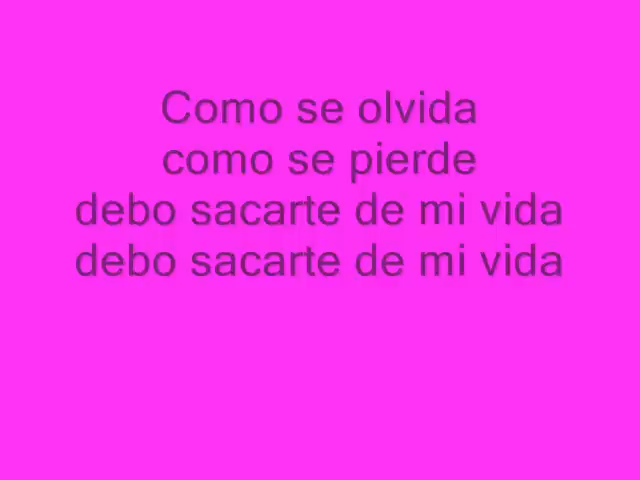 Como se olvida
como se pierde
debo sacarte de mi vida
debo sacarte de mi vida